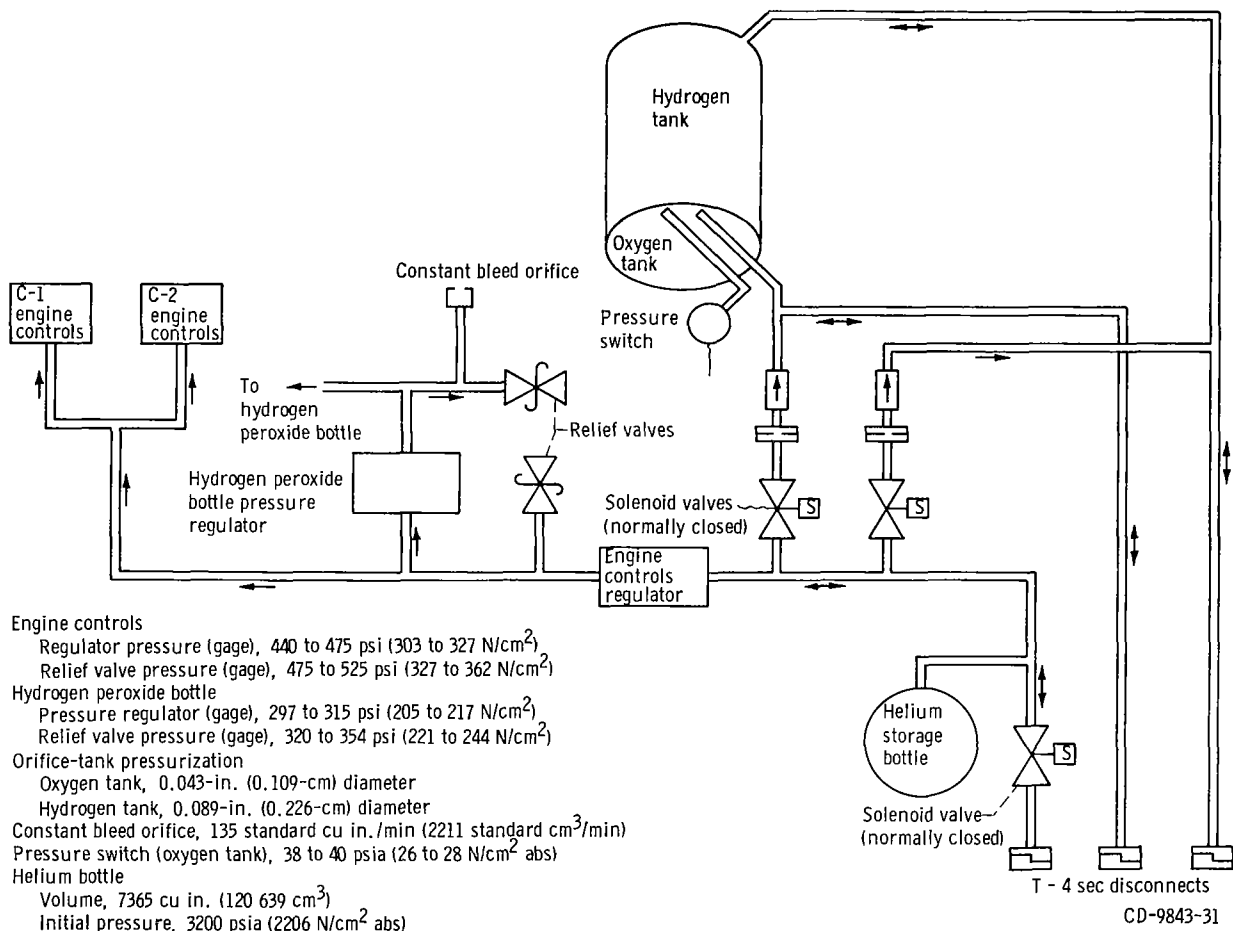 Hydrogen
tank
Oxygen
tank
Constant bleed orifice
C-1
engine
controls
C-2
engine
controls
Pressure
switch
To
hydrogen
peroxide bottle
Relief valves
Hydrogen peroxide
bottle pressure
regulator
Solenoid valves
(normally closed)
S
S
Engine
controls
regulator
Helium
storage
bottle
S
Solenoid valve
(normally closed)
T - 4 sec disconnects
CD-9843-31
Engine controls
Regulator pressure (gage), 440 to 475 psi (303 to 327 N/cm2)
Relief valve pressure (gage), 475 to 525 psi (327 to 362 N/cm2)
Hydrogen peroxide bottle
Pressure regulator (gage), 297 to 315 psi (205 to 217 N/cm2)
Relief valve pressure (gage), 320 to 354 psi (221 to 244 N/cm2)
Orifice-tank pressurization
Oxygen tank, 0.043-in. (0.109-cm) diameter
Hydrogen tank, 0.089-in. (0.226-cm) diameter
Constant bleed orifice, 135 standard cu in./min (2211 standard cm3/min)
Pressure switch (oxygen tank), 38 to 40 psia (26 to 28 N/cm2 abs)
Helium bottle
Volume, 7365 cu in. (120 639 cm3)
Initial pressure, 3200 psia (2206 N/cm2 abs)